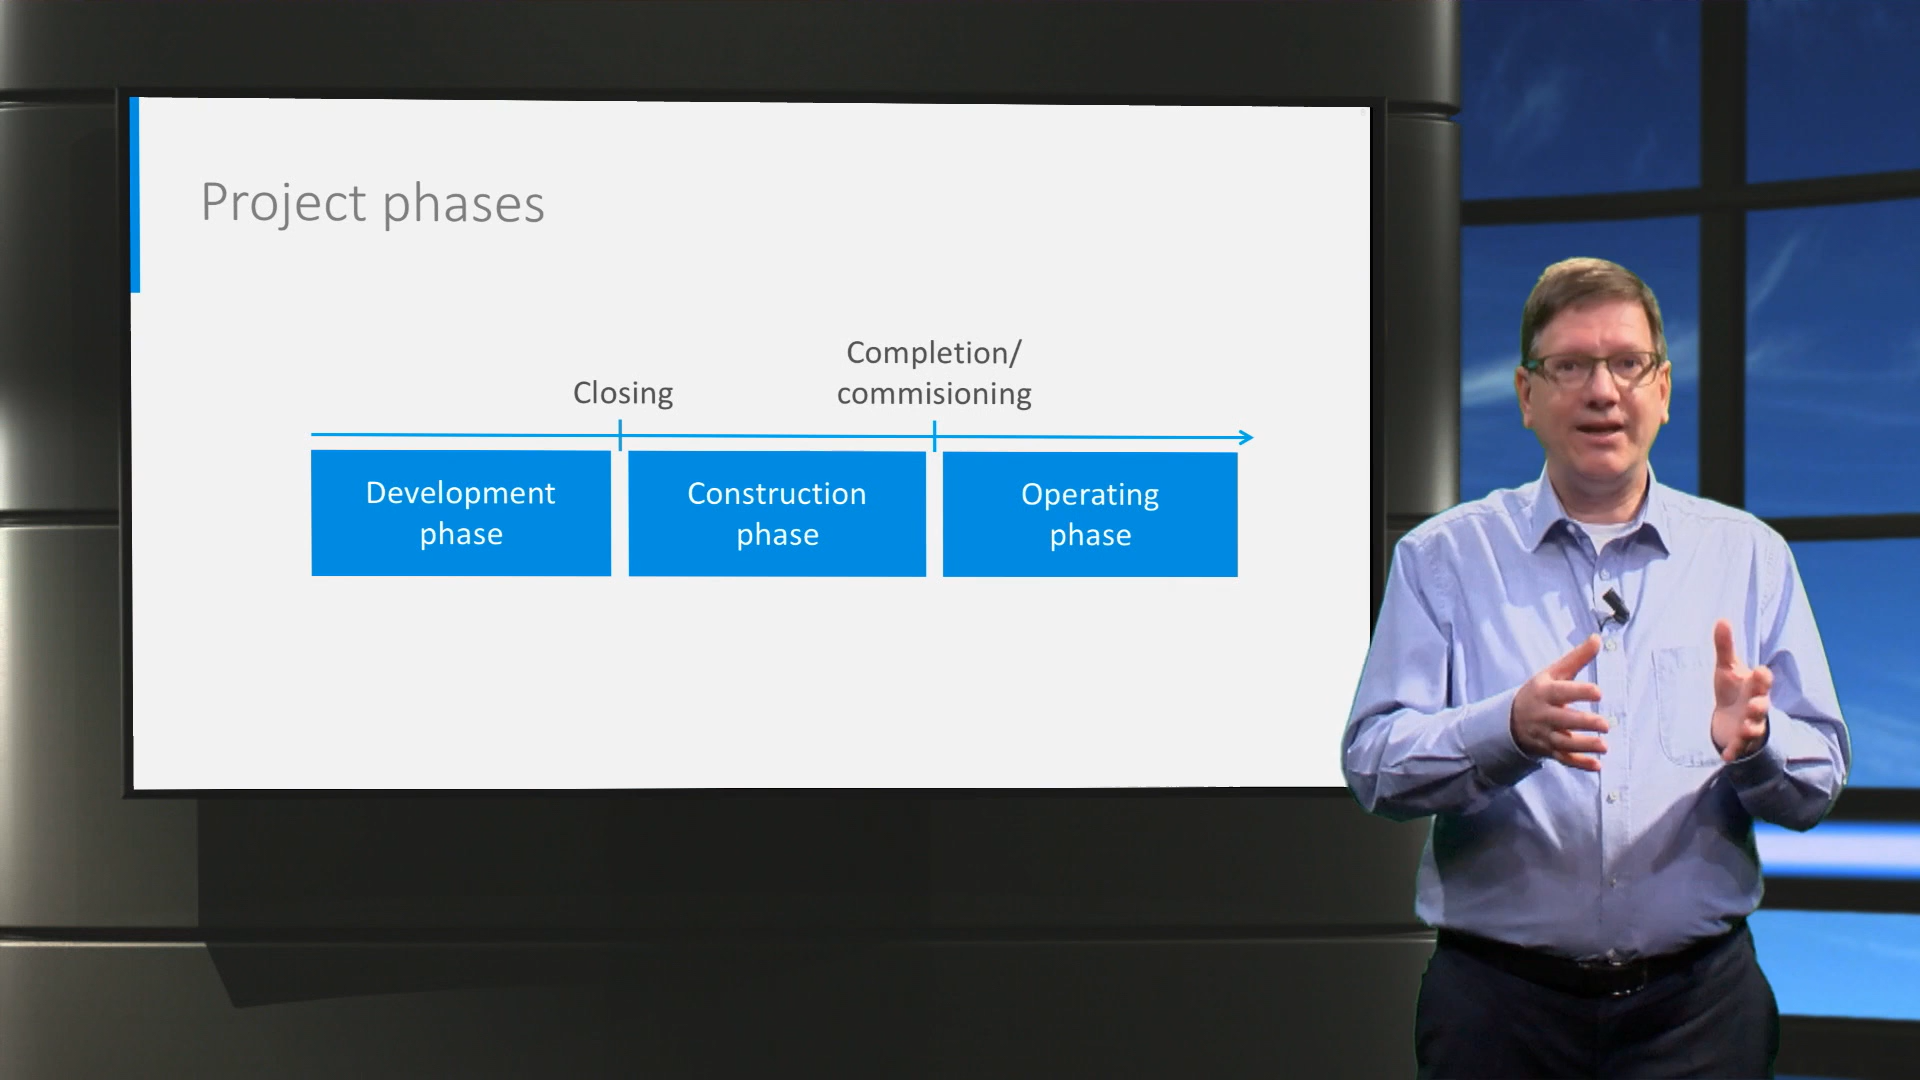 Project phases
Closing
Completion/
commisioning
Development
phase
Construction
phase
Operating
phase